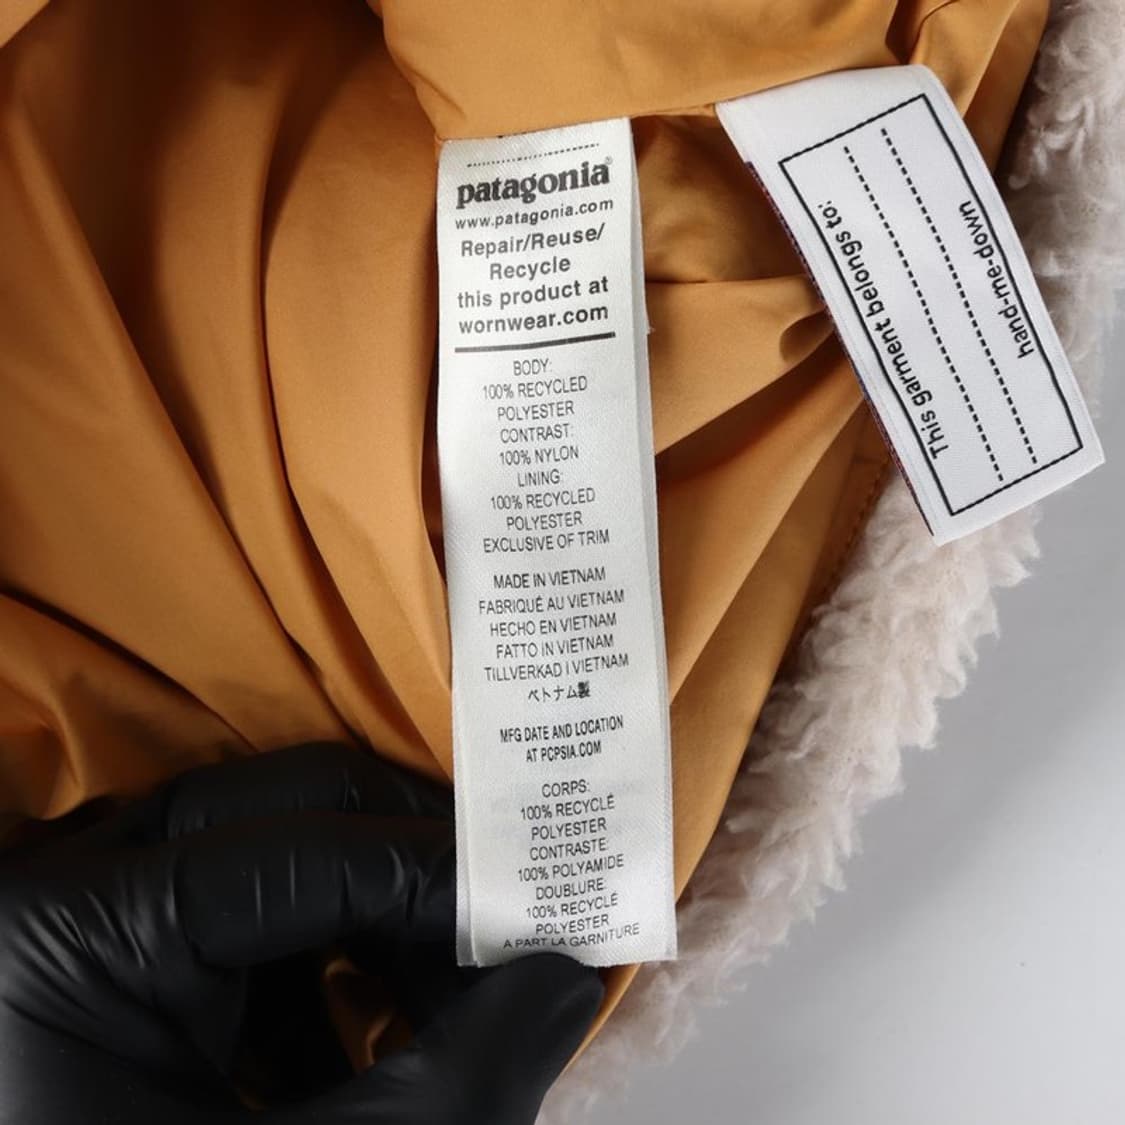 patagonia®
www.patagonia.com
Repair/Reuse/
Recycle
this product at
wornwear.com
BODY:
100% RECYCLED
POLYESTER
CONTRAST:
100% NYLON
LINING:
100% RECYCLED
POLYESTER
EXCLUSIVE OF TRIM
MADE IN VIETNAM
FABRIQUÉ AU VIETNAM
HECHO EN VIETNAM
FATTO IN VIETNAM
TILLVERKAD I VIETNAM
ベトナム製
MFG DATE AND LOCATION
AT PCPSIA.COM
CORPS:
100% RECYCLÉ
POLYESTER
CONTRASTE:
100% POLYAMIDE
DOUBLURE:
100% RECYCLÉ
POLYESTER
A PART LA GARNITURE
This garment belongs to:
hand-me-down